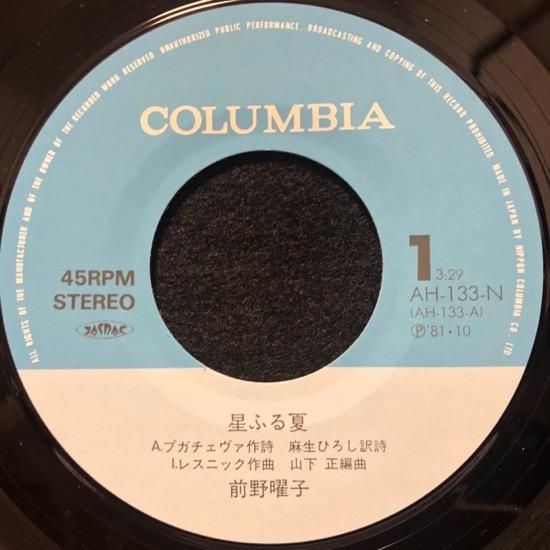 ALL RIGHTS OF THE MANUFACTURER AND OF THE OWNER OF THE RECORDED WORK RESERVED UNAUTHORIZED PUBLIC PERFORMANCE, BROADCASTING AND COPYING OF THIS RECORD PROHIBITED. MADE IN JAPAN BY NIPPON COLUMBIA CO. LTD.
COLUMBIA
45RPM
STEREO
JASRAC
1 3:29
AH-133-N
(AH-133-A)
Ⓟ'81・10
星ふる夏
A.プガチェヴァ作詩 麻生ひろし訳詩
I.レスニック作曲 山下 正編曲
前野曜子